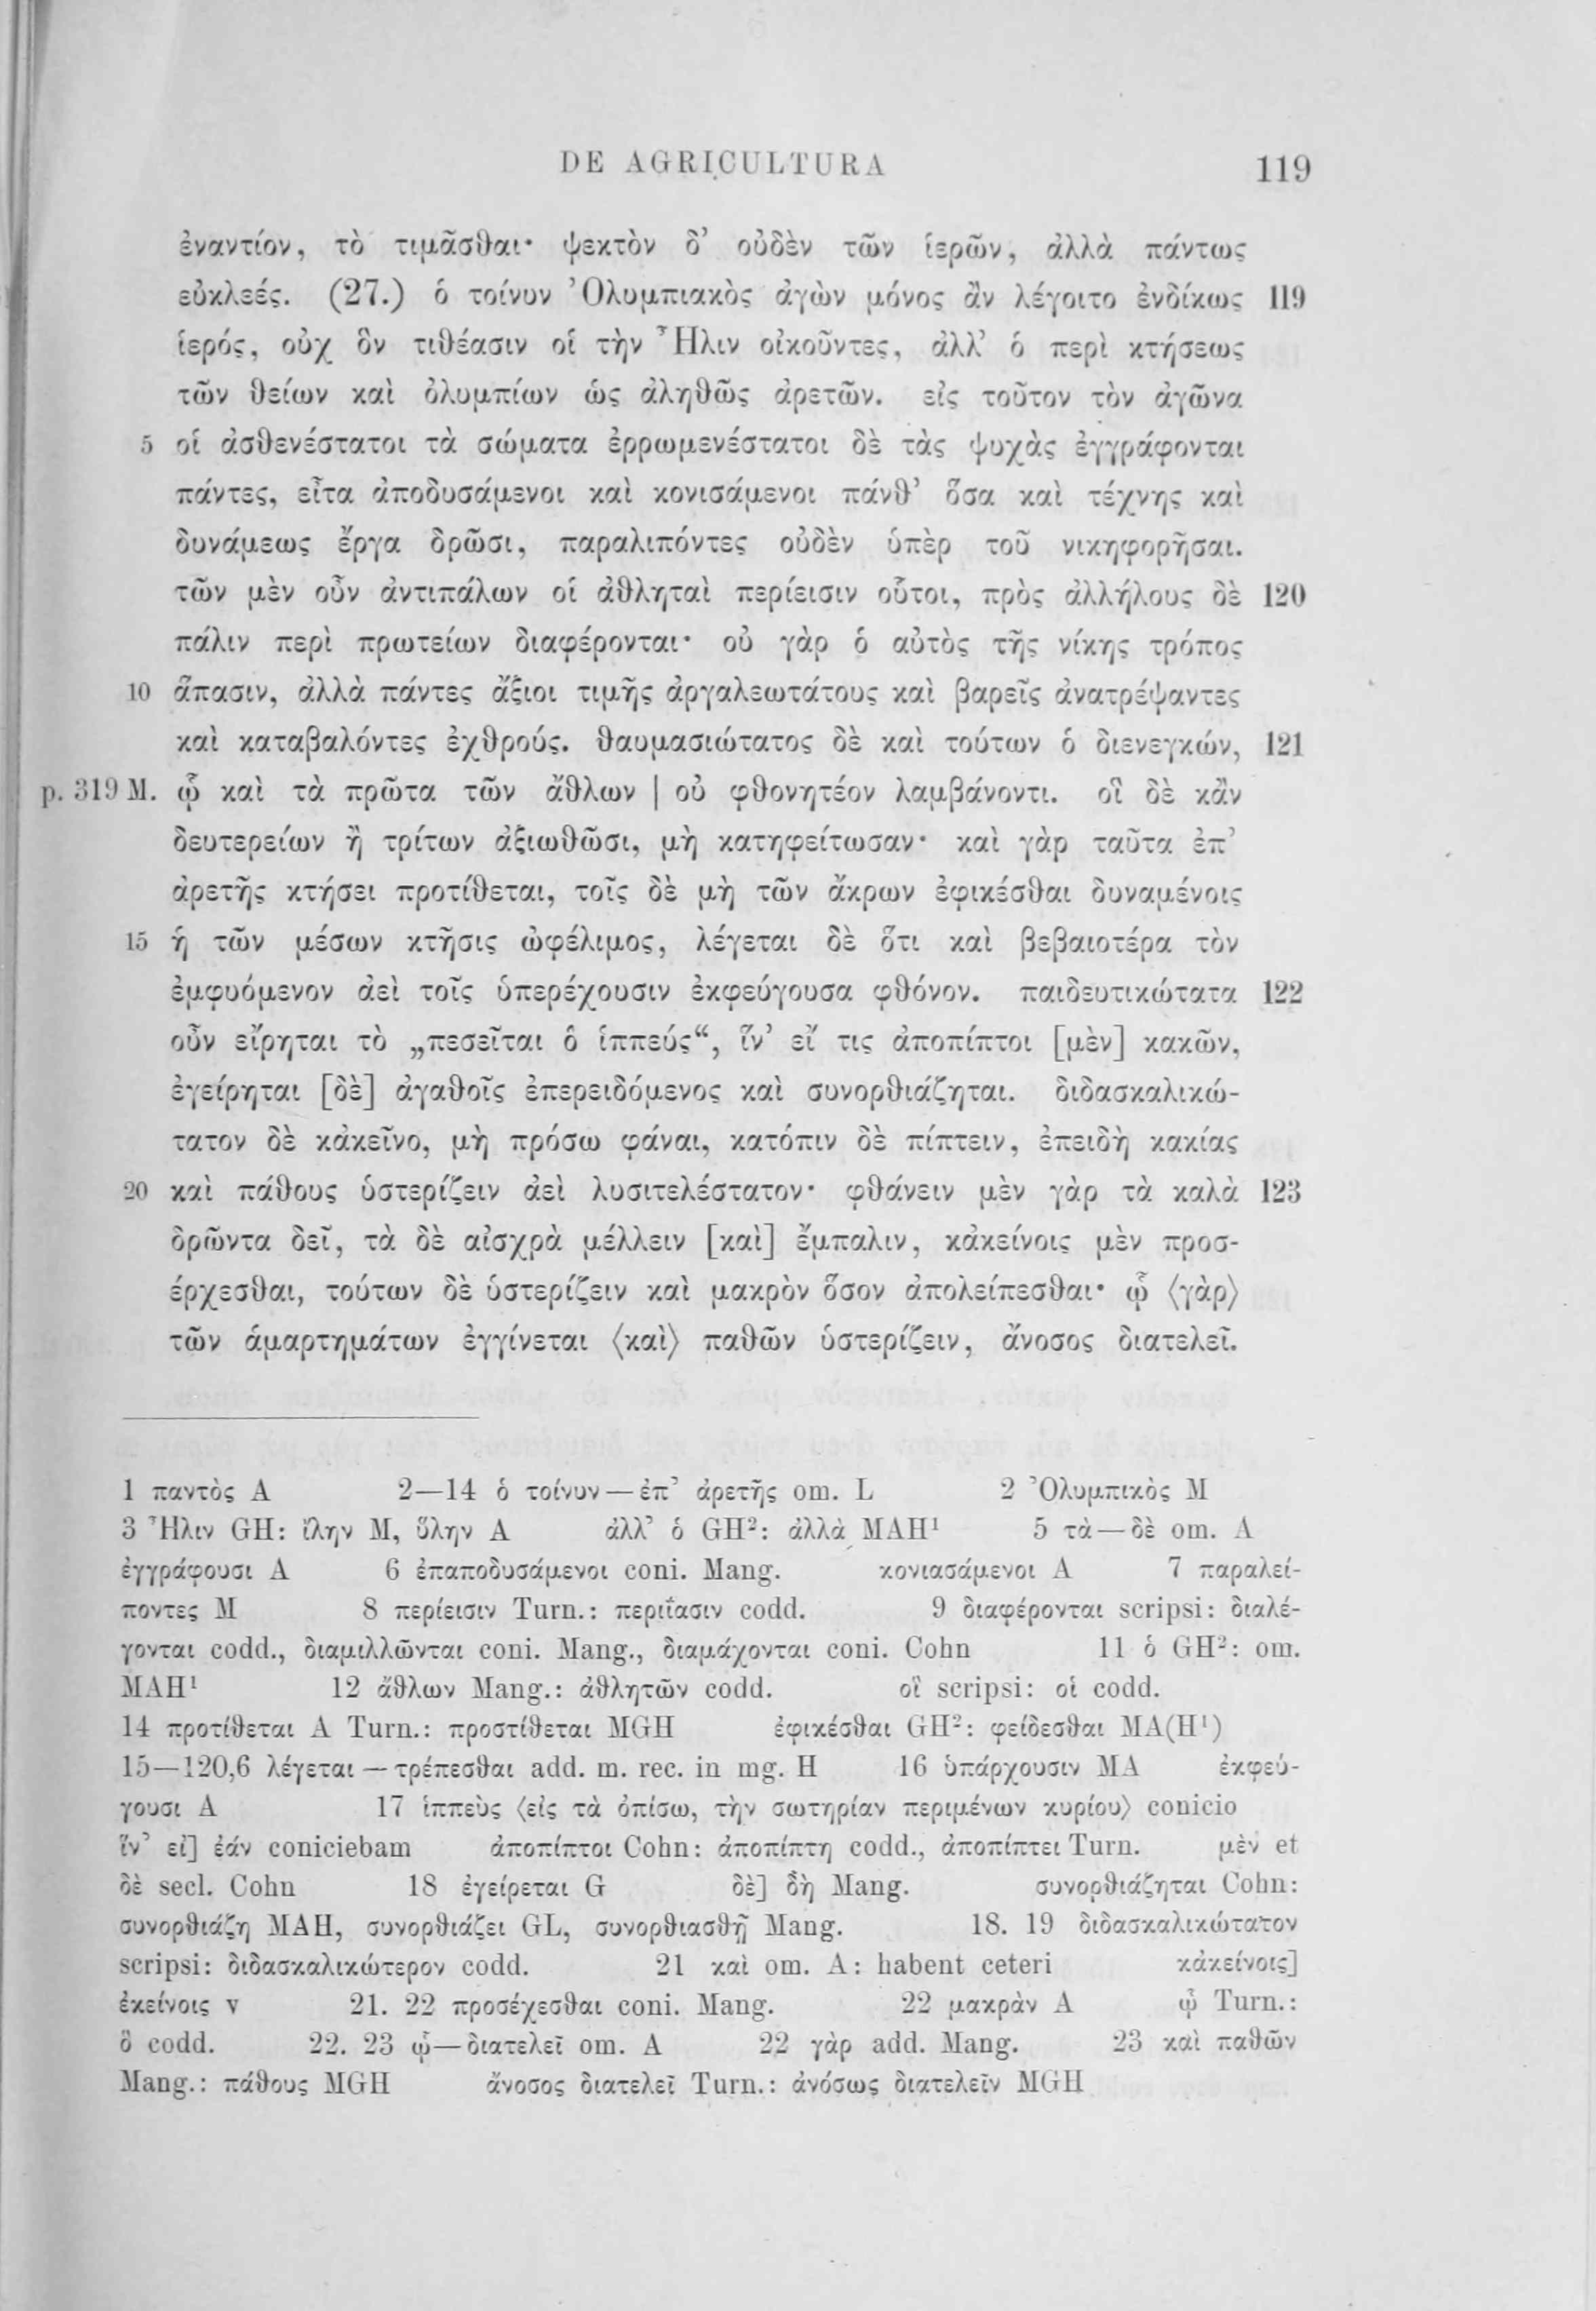 DE AGRICULTURA 119
ἐναντίον, τὸ τιμᾶσθαι· ψεκτὸν δ’ οὐδὲν τῶν ἱερῶν, ἀλλὰ πάντως
εὐκλεές. (27.) ὁ τοίνυν Ὀλυμπιακὸς ἀγὼν μόνος ἂν λέγοιτο ἐνδίκως 119
ἱερός, οὐχ ὃν τιθέασιν οἱ τὴν Ἦλιν οἰκοῦντες, ἀλλ’ ὁ περὶ κτήσεως
τῶν θείων καὶ ὀλυμπίων ὡς ἀληθῶς ἀρετῶν. εἰς τοῦτον τὸν ἀγῶνα
5 οἱ ἀσθενέστατοι τὰ σώματα ἐρρωμενέστατοι δὲ τὰς ψυχὰς ἐγγράφονται
πάντες, εἶτα ἀποδυσάμενοι καὶ κονισάμενοι πάνθ’ ὅσα καὶ τέχνης καὶ
δυνάμεως ἔργα δρῶσι, παραλιπόντες οὐδὲν ὑπὲρ τοῦ νικηφορῆσαι.
τῶν μὲν οὖν ἀντιπάλων οἱ ἀθληταὶ περίεισιν οὗτοι, πρὸς ἀλλήλους δὲ 120
πάλιν περὶ πρωτείων διαφέρονται· οὐ γὰρ ὁ αὐτὸς τῆς νίκης τρόπος
10 ἅπασιν, ἀλλὰ πάντες ἄξιοι τιμῆς ἀργαλεωτάτους καὶ βαρεῖς ἀνατρέψαντες
καὶ καταβαλόντες ἐχθρούς. θαυμασιώτατος δὲ καὶ τούτων ὁ διενεγκών, 121
p. 319 M. ᾧ καὶ τὰ πρῶτα τῶν ἄθλων | οὐ φθονητέον λαμβάνοντι. οἳ δὲ κἂν
δευτερείων ἢ τρίτων ἀξιωθῶσι, μὴ κατηφείτωσαν· καὶ γὰρ ταῦτα ἐπ’
ἀρετῆς κτήσει προτίθεται, τοῖς δὲ μὴ τῶν ἄκρων ἐφικέσθαι δυναμένοις
15 ἡ τῶν μέσων κτῆσις ὠφέλιμος, λέγεται δὲ ὅτι καὶ βεβαιοτέρα τὸν
ἐμφυόμενον ἀεὶ τοῖς ὑπερέχουσιν ἐκφεύγουσα φθόνον. παιδευτικώτατα 122
οὖν εἴρηται τὸ „πεσεῖται ὁ ἱππεύς“, ἵν’ εἴ τις ἀποπίπτοι [μὲν] κακῶν,
ἐγείρηται [δὲ] ἀγαθοῖς ἐπερειδόμενος καὶ συνορθιάζηται. διδασκαλικώ-
τατον δὲ κἀκεῖνο, μὴ πρόσω φάναι, κατόπιν δὲ πίπτειν, ἐπειδὴ κακίας
20 καὶ πάθους ὑστερίζειν ἀεὶ λυσιτελέστατον· φθάνειν μὲν γὰρ τὰ καλὰ 123
δρῶντα δεῖ, τὰ δὲ αἰσχρὰ μέλλειν [καὶ] ἔμπαλιν, κἀκείνοις μὲν προσ-
έρχεσθαι, τούτων δὲ ὑστερίζειν καὶ μακρὸν ὅσον ἀπολείπεσθαι· ᾧ ⟨γὰρ⟩
τῶν ἁμαρτημάτων ἐγγίνεται ⟨καὶ⟩ παθῶν ὑστερίζειν, ἄνοσος διατελεῖ.
1 παντὸς A 2—14 ὁ τοίνυν — ἐπ’ ἀρετῆς om. L 2 Ὀλυμπικὸς M
3 Ἦλιν GH: ἴλην M, ὕλην A ἀλλ’ ὁ GH²: ἀλλὰ MAH¹ 5 τὰ — δὲ om. A
ἐγγράφουσι A 6 ἐπαποδυσάμενοι coni. Mang. κονιασάμενοι A 7 παραλεί-
ποντες M 8 περίεισιν Turn.: περιΐασιν codd. 9 διαφέρονται scripsi: διαλέ-
γονται codd., διαμιλλῶνται coni. Mang., διαμάχονται coni. Cohn 11 ὁ GH²: om.
MAH¹ 12 ἄθλων Mang.: ἀθλητῶν codd. οἳ scripsi: οἱ codd.
14 προτίθεται A Turn.: προστίθεται MGH ἐφικέσθαι GH²: φείδεσθαι MA(H¹)
15—120,6 λέγεται — τρέπεσθαι add. m. rec. in mg. H 16 ὑπάρχουσιν MA ἐκφεύ-
γουσι A 17 ἱππεὺς ⟨εἰς τὰ ὀπίσω, τὴν σωτηρίαν περιμένων κυρίου⟩ conicio
ἵν’ εἰ] ἐάν coniciebam ἀποπίπτοι Cohn: ἀποπίπτῃ codd., ἀποπίπτει Turn. μὲν et
δὲ secl. Cohn 18 ἐγείρεται G δὲ] δὴ Mang. συνορθιάζηται Cohn:
συνορθιάζῃ MAH, συνορθιάζει GL, συνορθιασθῇ Mang. 18. 19 διδασκαλικώτατον
scripsi: διδασκαλικώτερον codd. 21 καὶ om. A: habent ceteri κἀκείνοις]
ἐκείνοις v 21. 22 προσέχεσθαι coni. Mang. 22 μακρὰν A ᾧ Turn.:
ὃ codd. 22. 23 ᾧ—διατελεῖ om. A 22 γὰρ add. Mang. 23 καὶ παθῶν
Mang.: πάθους MGH ἄνοσος διατελεῖ Turn.: ἀνόσως διατελεῖν MGH